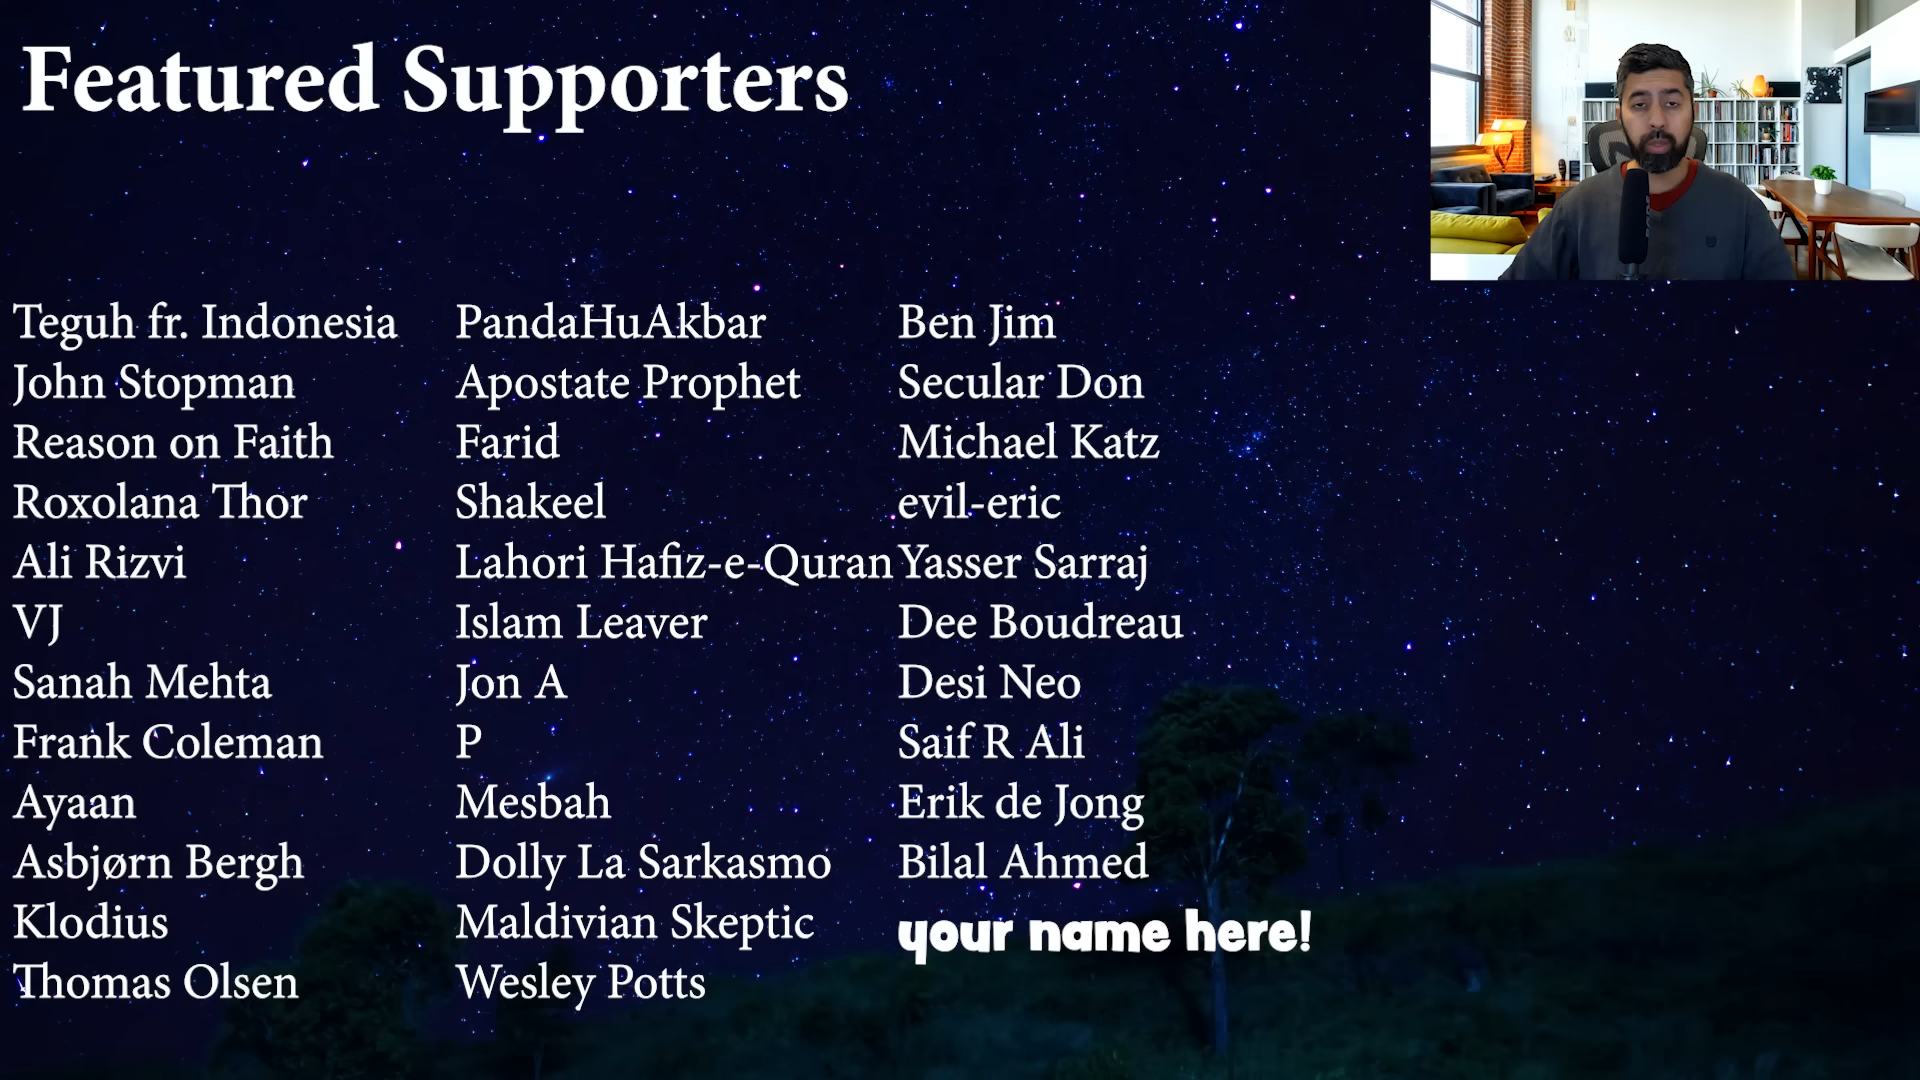 Featured Supporters
Teguh fr. Indonesia
John Stopman
Reason on Faith
Roxolana Thor
Ali Rizvi
VJ
Sanah Mehta
Frank Coleman
Ayaan
Asbjørn Bergh
Klodius
Thomas Olsen
PandaHuAkbar
Apostate Prophet
Farid
Shakeel
Lahori Hafiz-e-Quran
Islam Leaver
Jon A
P
Mesbah
Dolly La Sarkasmo
Maldivian Skeptic
Wesley Potts
Ben Jim
Secular Don
Michael Katz
evil-eric
Yasser Sarraj
Dee Boudreau
Desi Neo
Saif R Ali
Erik de Jong
Bilal Ahmed
your name here!